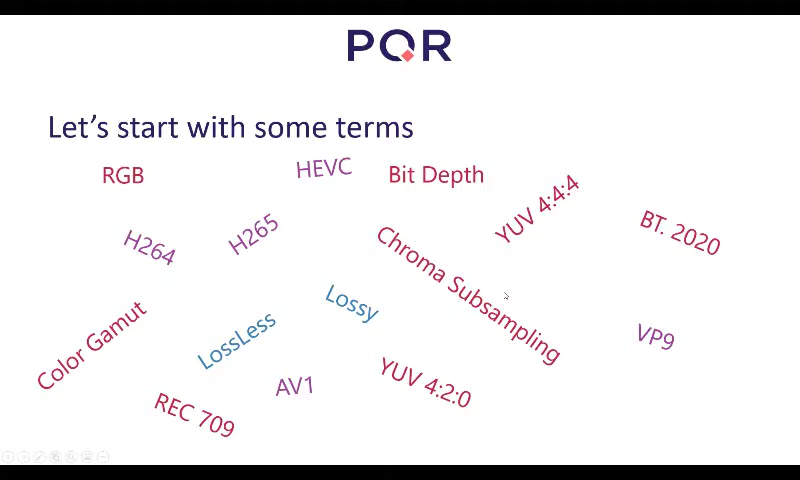 PQR
Let's start with some terms
RGB
HEVC
Bit Depth
YUV 4:4:4
BT. 2020
H264
H265
Chroma Subsampling
Lossy
LossLess
Color Gamut
VP9
AV1
YUV 4:2:0
REC 709